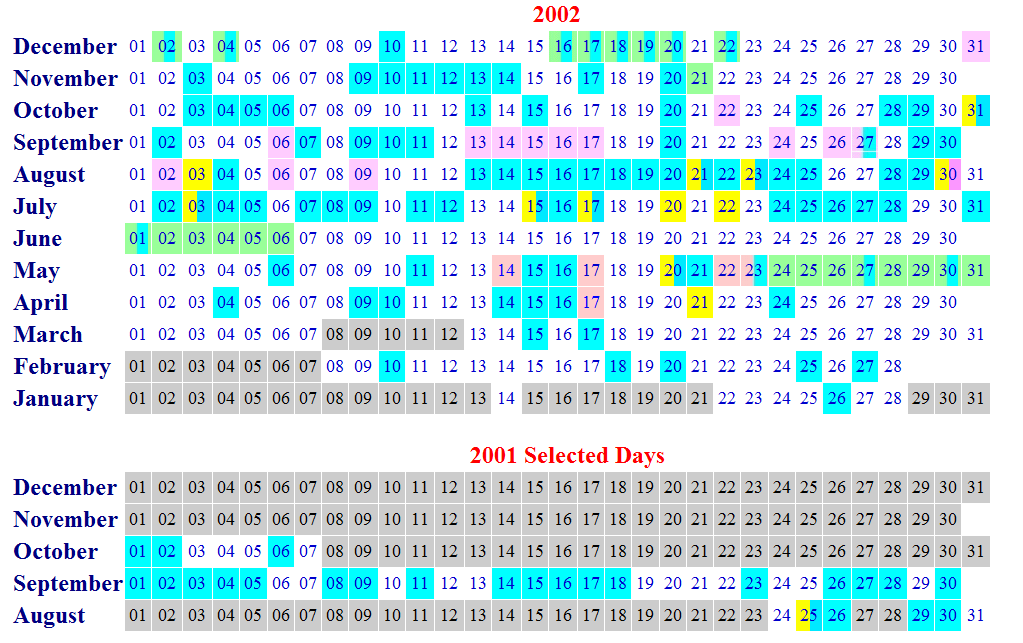 2002
December 01 02 03 04 05 06 07 08 09 10 11 12 13 14 15 16 17 18 19 20 21 22 23 24 25 26 27 28 29 30 31
November 01 02 03 04 05 06 07 08 09 10 11 12 13 14 15 16 17 18 19 20 21 22 23 24 25 26 27 28 29 30
October 01 02 03 04 05 06 07 08 09 10 11 12 13 14 15 16 17 18 19 20 21 22 23 24 25 26 27 28 29 30 31
September 01 02 03 04 05 06 07 08 09 10 11 12 13 14 15 16 17 18 19 20 21 22 23 24 25 26 27 28 29 30
August 01 02 03 04 05 06 07 08 09 10 11 12 13 14 15 16 17 18 19 20 21 22 23 24 25 26 27 28 29 30 31
July 01 02 03 04 05 06 07 08 09 10 11 12 13 14 15 16 17 18 19 20 21 22 23 24 25 26 27 28 29 30 31
June 01 02 03 04 05 06 07 08 09 10 11 12 13 14 15 16 17 18 19 20 21 22 23 24 25 26 27 28 29 30
May 01 02 03 04 05 06 07 08 09 10 11 12 13 14 15 16 17 18 19 20 21 22 23 24 25 26 27 28 29 30 31
April 01 02 03 04 05 06 07 08 09 10 11 12 13 14 15 16 17 18 19 20 21 22 23 24 25 26 27 28 29 30
March 01 02 03 04 05 06 07 08 09 10 11 12 13 14 15 16 17 18 19 20 21 22 23 24 25 26 27 28 29 30 31
February 01 02 03 04 05 06 07 08 09 10 11 12 13 14 15 16 17 18 19 20 21 22 23 24 25 26 27 28
January 01 02 03 04 05 06 07 08 09 10 11 12 13 14 15 16 17 18 19 20 21 22 23 24 25 26 27 28 29 30 31
2001 Selected Days
December 01 02 03 04 05 06 07 08 09 10 11 12 13 14 15 16 17 18 19 20 21 22 23 24 25 26 27 28 29 30 31
November 01 02 03 04 05 06 07 08 09 10 11 12 13 14 15 16 17 18 19 20 21 22 23 24 25 26 27 28 29 30
October 01 02 03 04 05 06 07 08 09 10 11 12 13 14 15 16 17 18 19 20 21 22 23 24 25 26 27 28 29 30 31
September 01 02 03 04 05 06 07 08 09 10 11 12 13 14 15 16 17 18 19 20 21 22 23 24 25 26 27 28 29 30
August 01 02 03 04 05 06 07 08 09 10 11 12 13 14 15 16 17 18 19 20 21 22 23 24 25 26 27 28 29 30 31